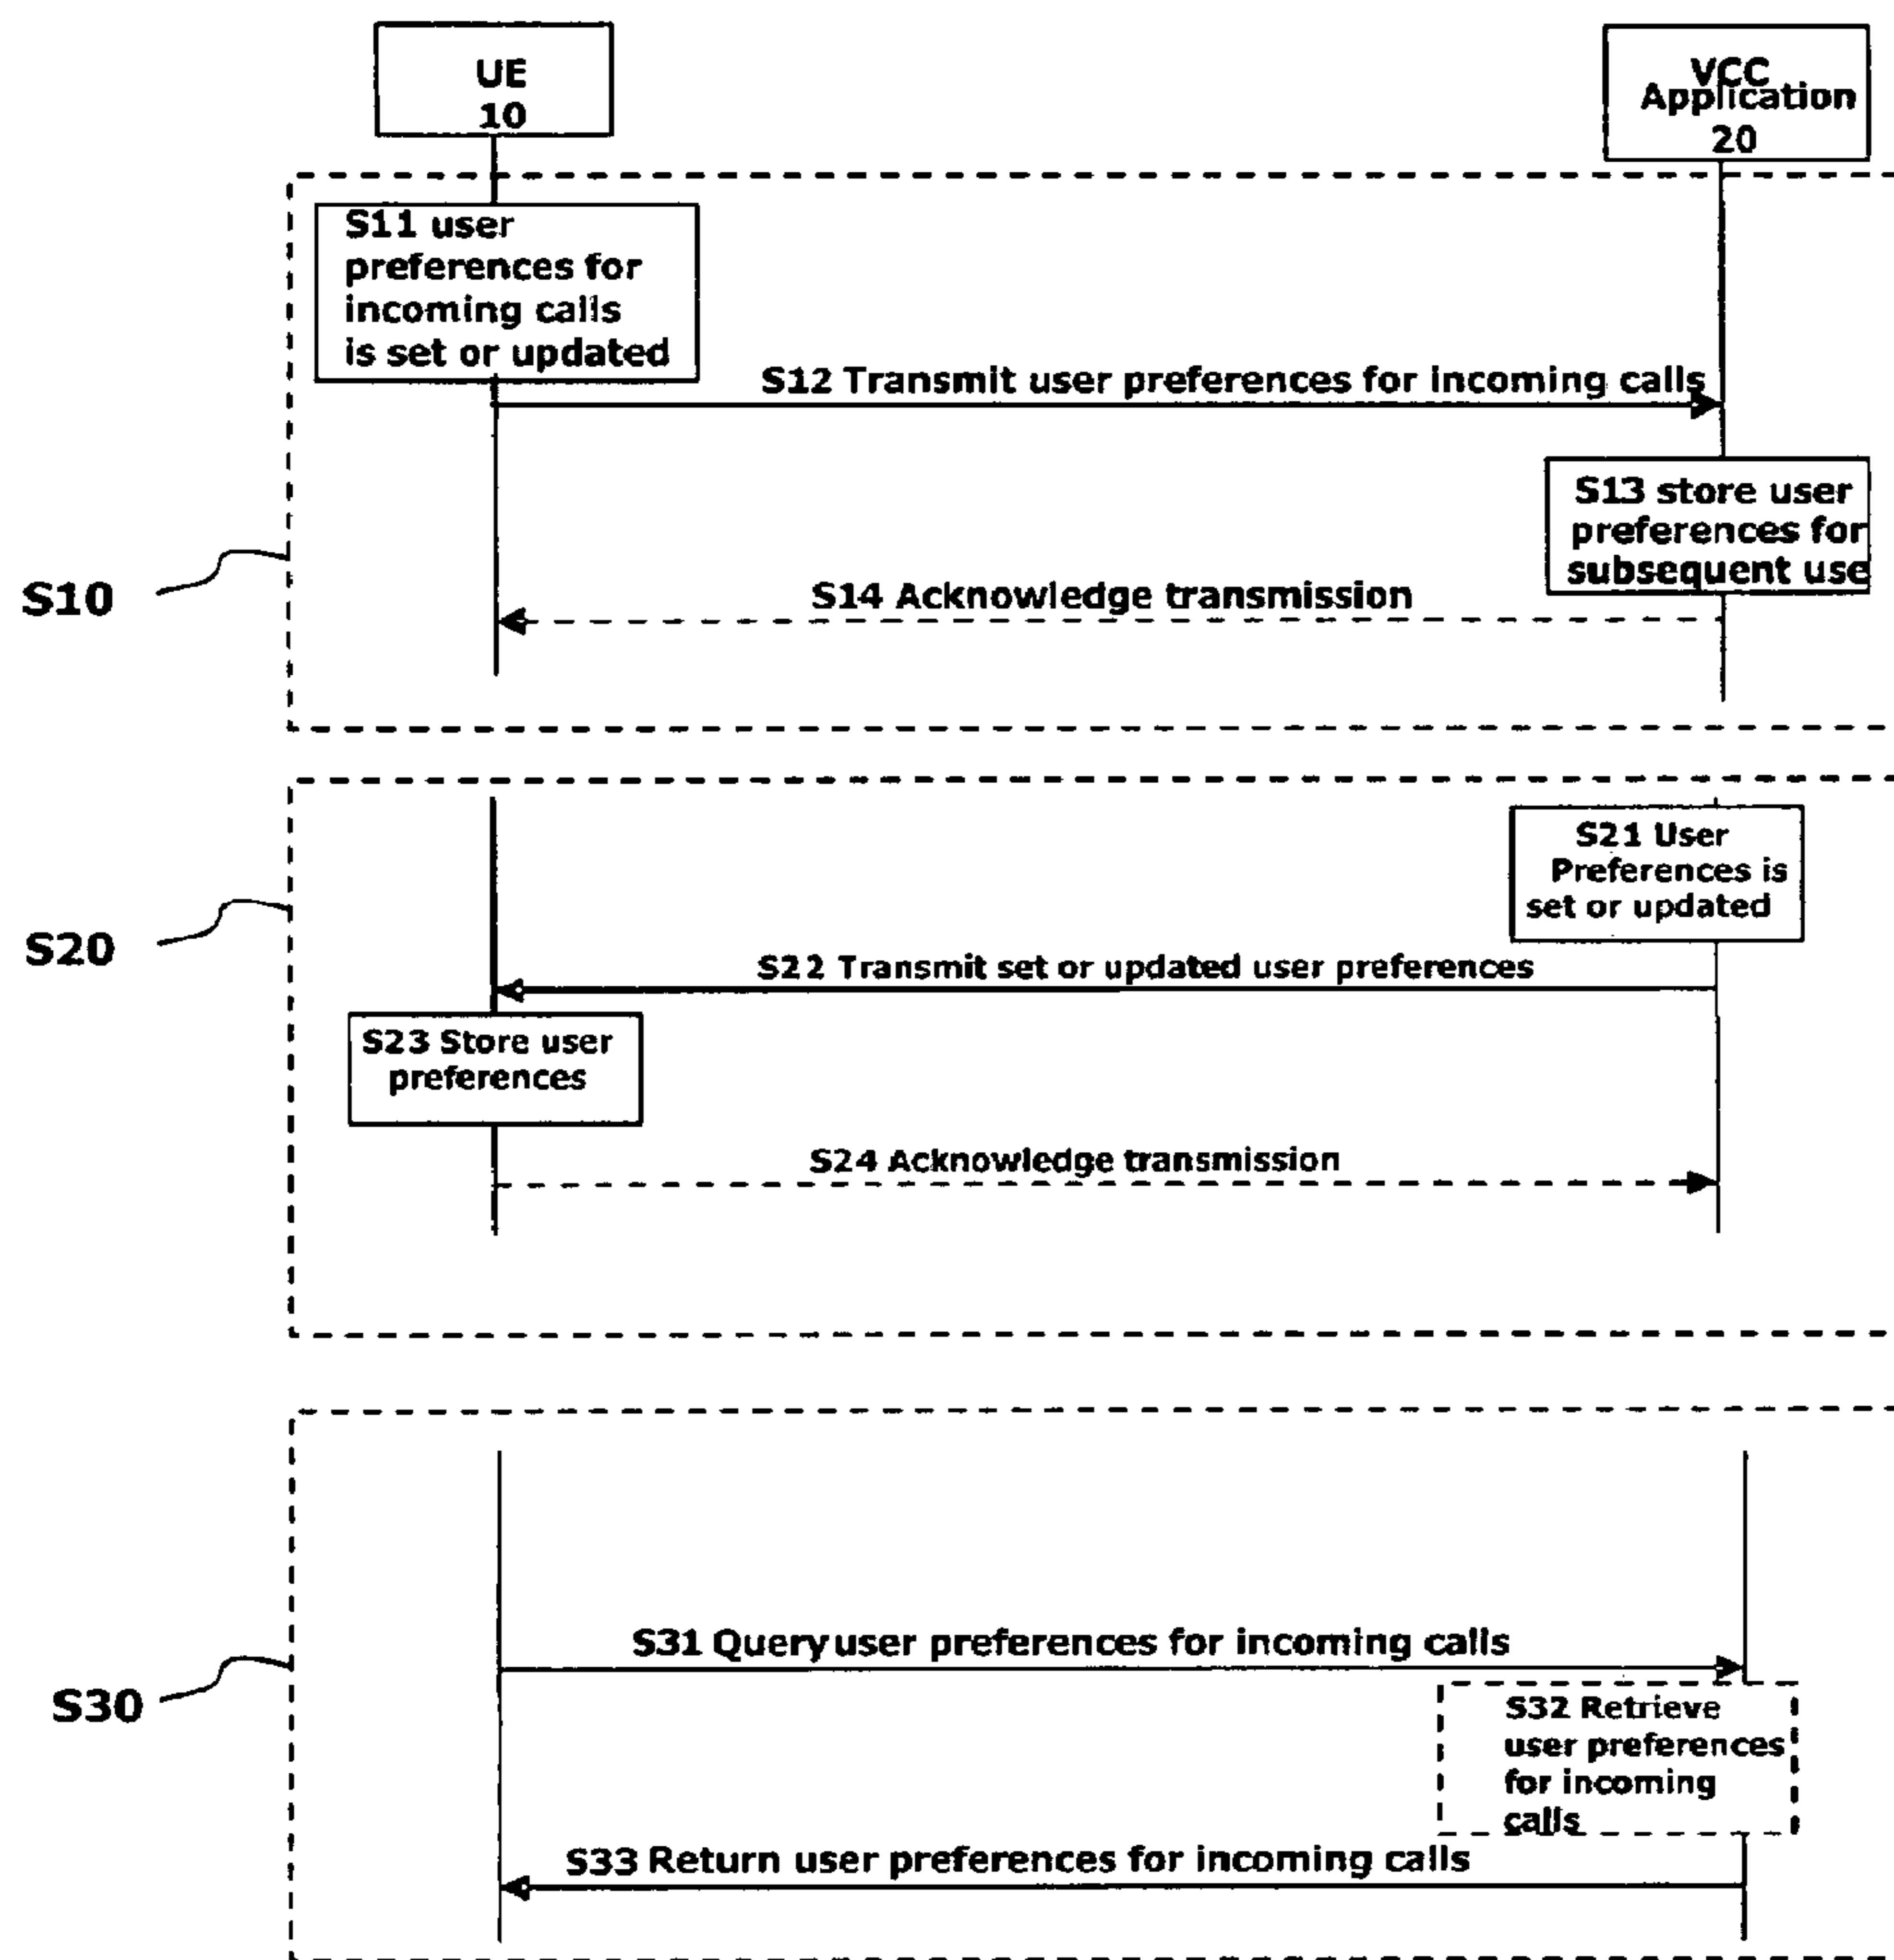 UE
10
VCC
Application
20
S11 user
preferences for
incoming calls
is set or updated
S12 Transmit user preferences for incoming calls
S13 store user
preferences for
subsequent use
S10
S14 Acknowledge transmission
S21 User
Preferences is
set or updated
S20
S22 Transmit set or updated user preferences
S23 Store user
preferences
S24 Acknowledge transmission
S31 Query user preferences for incoming calls
S30
S32 Retrieve
user preferences
for incoming
calls
S33 Return user preferences for incoming calls